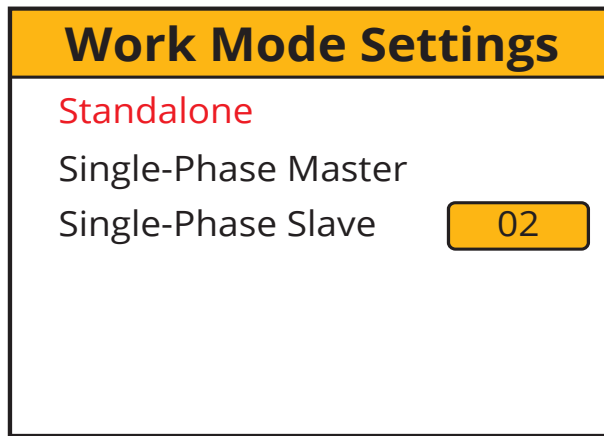 Work Mode Settings
Standalone
Single-Phase Master
Single-Phase Slave 02